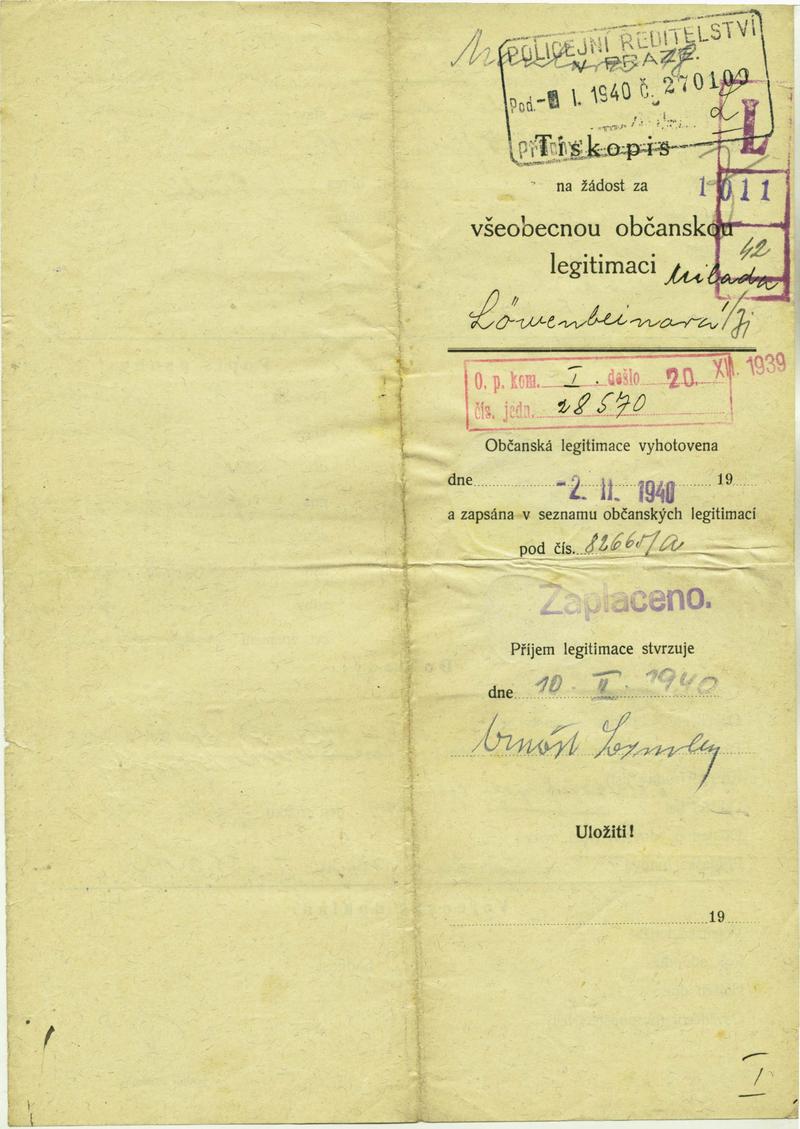 POLICEJNÍ ŘEDITELSTVÍ
V PRAZE.
Pod. - I. 1940 Č. 270109
L
Tiskopis
na žádost za
1011
všeobecnou občanskou
42
legitimaci Milada
Löwenbeinová
O. p. kom. I. došlo 20. XII. 1939
čís. jedn. 28570
Občanská legitimace vyhotovena
dne -2. II. 1940 19
a zapsána v seznamu občanských legitimací
pod čís. 82665/A
Zaplaceno.
Příjem legitimace stvrzuje
dne 10. II. 1940
Uložiti!
19
I